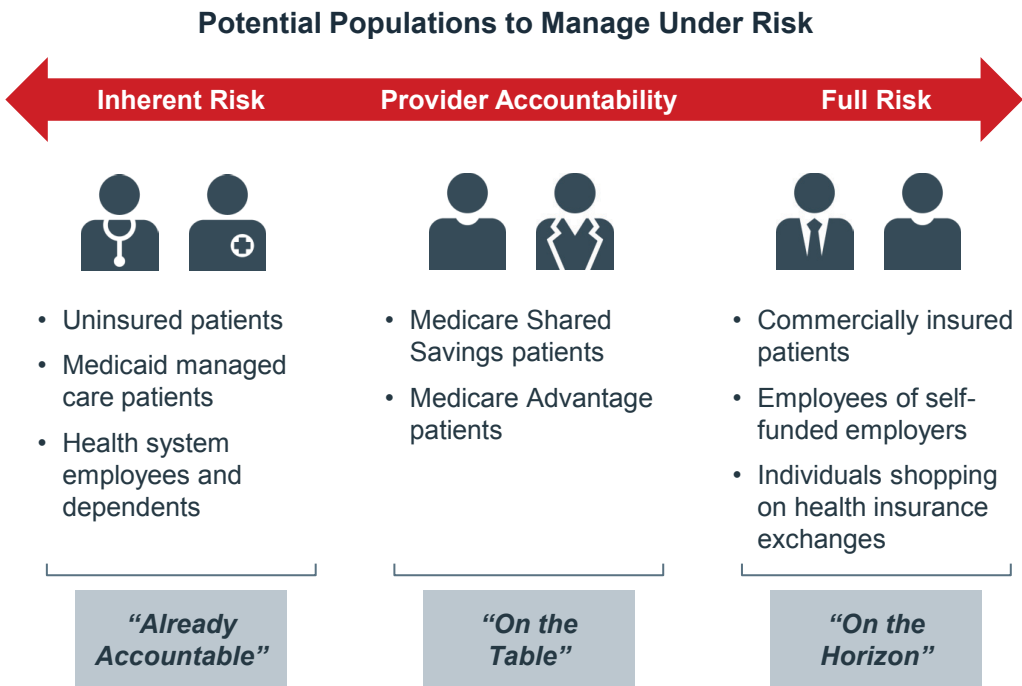 Potential Populations to Manage Under Risk
Inherent Risk
Provider Accountability
Full Risk
• Uninsured patients
• Medicaid managed
care patients
• Health system
employees and
dependents
• Medicare Shared
Savings patients
• Medicare Advantage
patients
• Commercially insured
patients
• Employees of self-
funded employers
• Individuals shopping
on health insurance
exchanges
“Already
Accountable”
“On the
Table”
“On the
Horizon”